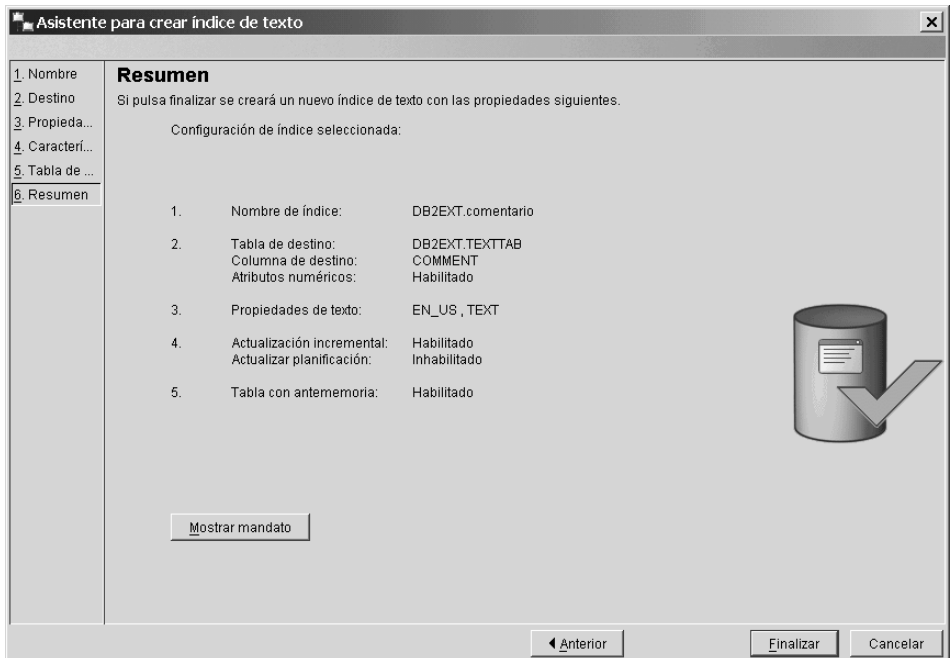 Asistente para crear índice de texto
1. Nombre
2. Destino
3. Propieda...
4. Caracterí...
5. Tabla de ...
6. Resumen
Resumen
Si pulsa finalizar se creará un nuevo índice de texto con las propiedades siguientes.
Configuración de índice seleccionada:
1. Nombre de índice: DB2EXT.comentario
2. Tabla de destino: DB2EXT.TEXTTAB
Columna de destino: COMMENT
Atributos numéricos: Habilitado
3. Propiedades de texto: EN_US , TEXT
4. Actualización incremental: Habilitado
Actualizar planificación: Inhabilitado
5. Tabla con antememoria: Habilitado
Mostrar mandato
Anterior Finalizar Cancelar